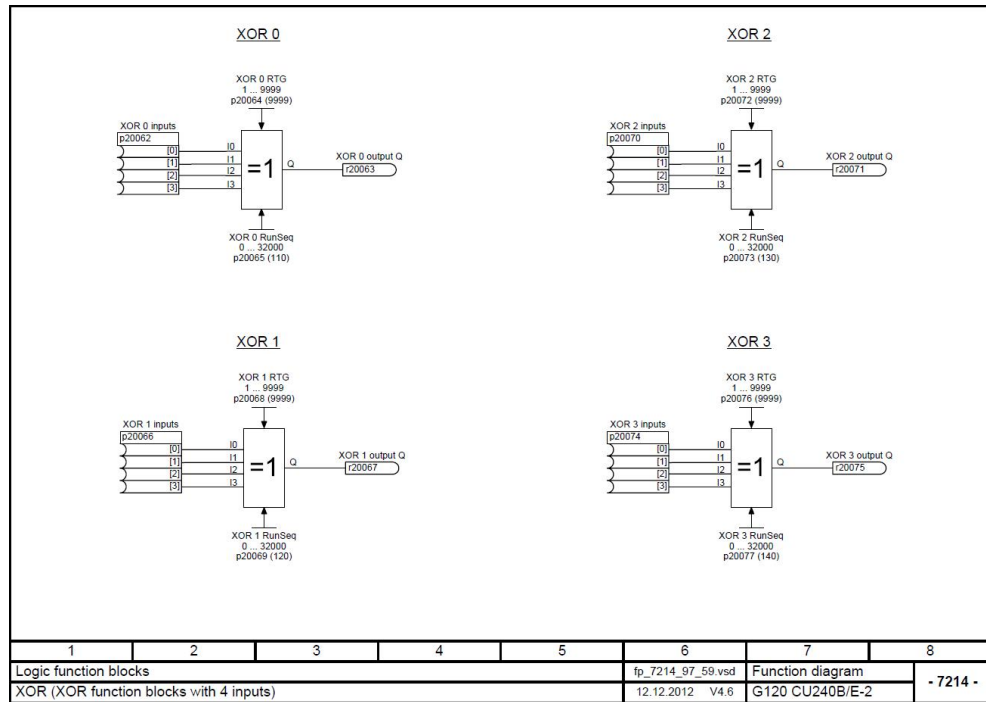 XOR 0
XOR 0 RTG
1 ... 9999
p20064 (9999)
XOR 0 inputs
p20062
[0]
[1]
[2]
[3]
I0
I1
I2
I3
=1
Q
XOR 0 output Q
r20063
XOR 0 RunSeq
0 ... 32000
p20065 (110)
XOR 2
XOR 2 RTG
1 ... 9999
p20072 (9999)
XOR 2 inputs
p20070
[0]
[1]
[2]
[3]
I0
I1
I2
I3
=1
Q
XOR 2 output Q
r20071
XOR 2 RunSeq
0 ... 32000
p20073 (130)
XOR 1
XOR 1 RTG
1 ... 9999
p20068 (9999)
XOR 1 inputs
p20066
[0]
[1]
[2]
[3]
I0
I1
I2
I3
=1
Q
XOR 1 output Q
r20067
XOR 1 RunSeq
0 ... 32000
p20069 (120)
XOR 3
XOR 3 RTG
1 ... 9999
p20076 (9999)
XOR 3 inputs
p20074
[0]
[1]
[2]
[3]
I0
I1
I2
I3
=1
Q
XOR 3 output Q
r20075
XOR 3 RunSeq
0 ... 32000
p20077 (140)
1 2 3 4 5 6 7 8
Logic function blocks fp_7214_97_59.vsd Function diagram
- 7214 -
XOR (XOR function blocks with 4 inputs) 12.12.2012 V4.6 G120 CU240B/E-2